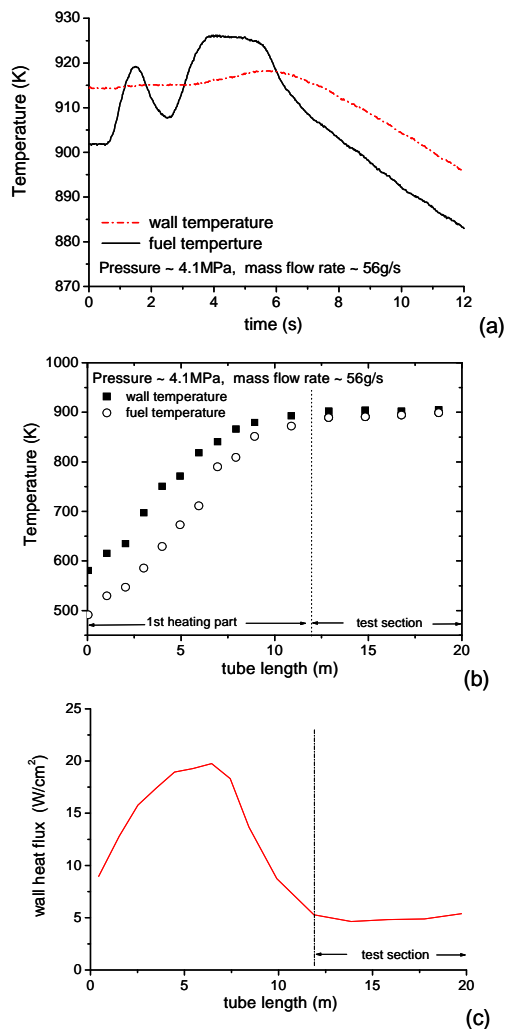 930
920
910
900
890
880
870
Temperature (K)
wall temperature
fuel temperture
Pressure ~ 4.1MPa, mass flow rate ~ 56g/s
0 2 4 6 8 10 12
time (s)
(a)
1000
900
800
700
600
500
Temperature (K)
Pressure ~ 4.1MPa, mass flow rate ~ 56g/s
wall temperature
fuel temperature
1st heating part
test section
0 5 10 15 20
tube length (m)
(b)
25
20
15
10
5
0
wall heat flux (W/cm²)
test section
0 5 10 15 20
tube length (m)
(c)